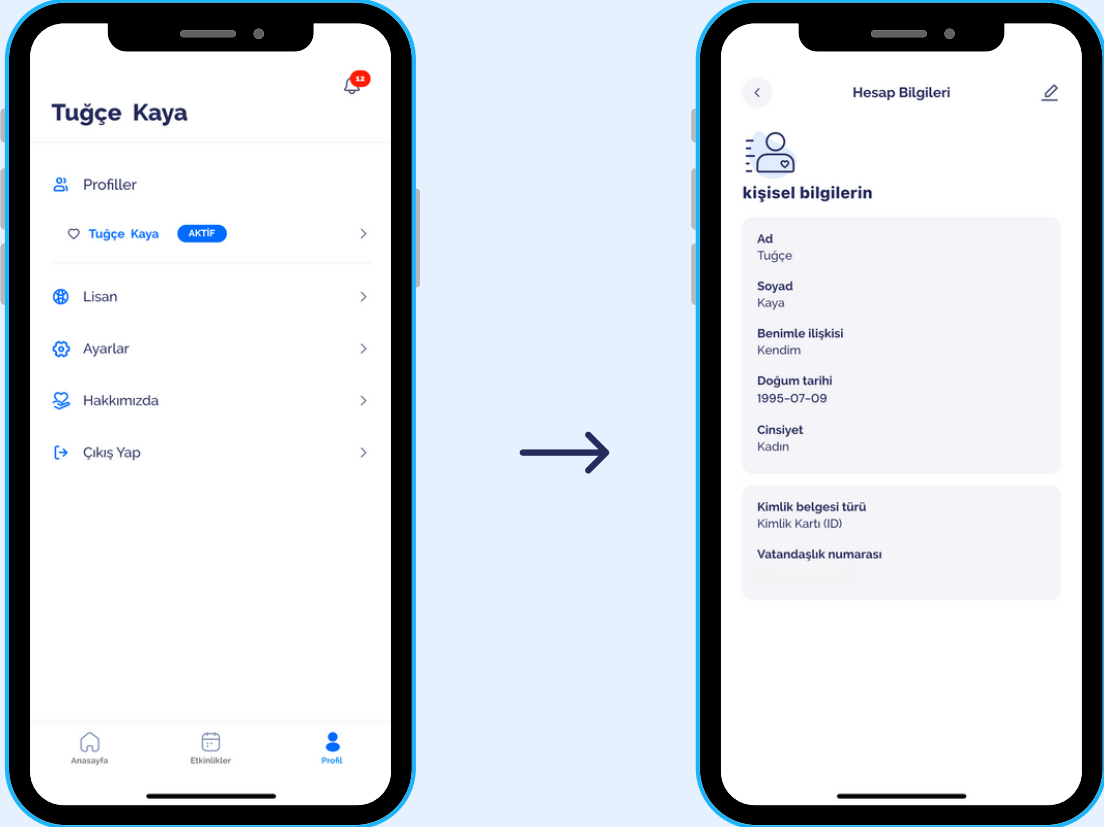 12
Tuğçe Kaya
Profiller
Tuğçe Kaya AKTİF
Lisan
Ayarlar
Hakkımızda
Çıkış Yap
Anasayfa Etkinlikler Profil
Hesap Bilgileri
kişisel bilgilerin
Ad
Tuğçe
Soyad
Kaya
Benimle ilişkisi
Kendim
Doğum tarihi
1995-07-09
Cinsiyet
Kadın
Kimlik belgesi türü
Kimlik Kartı (ID)
Vatandaşlık numarası